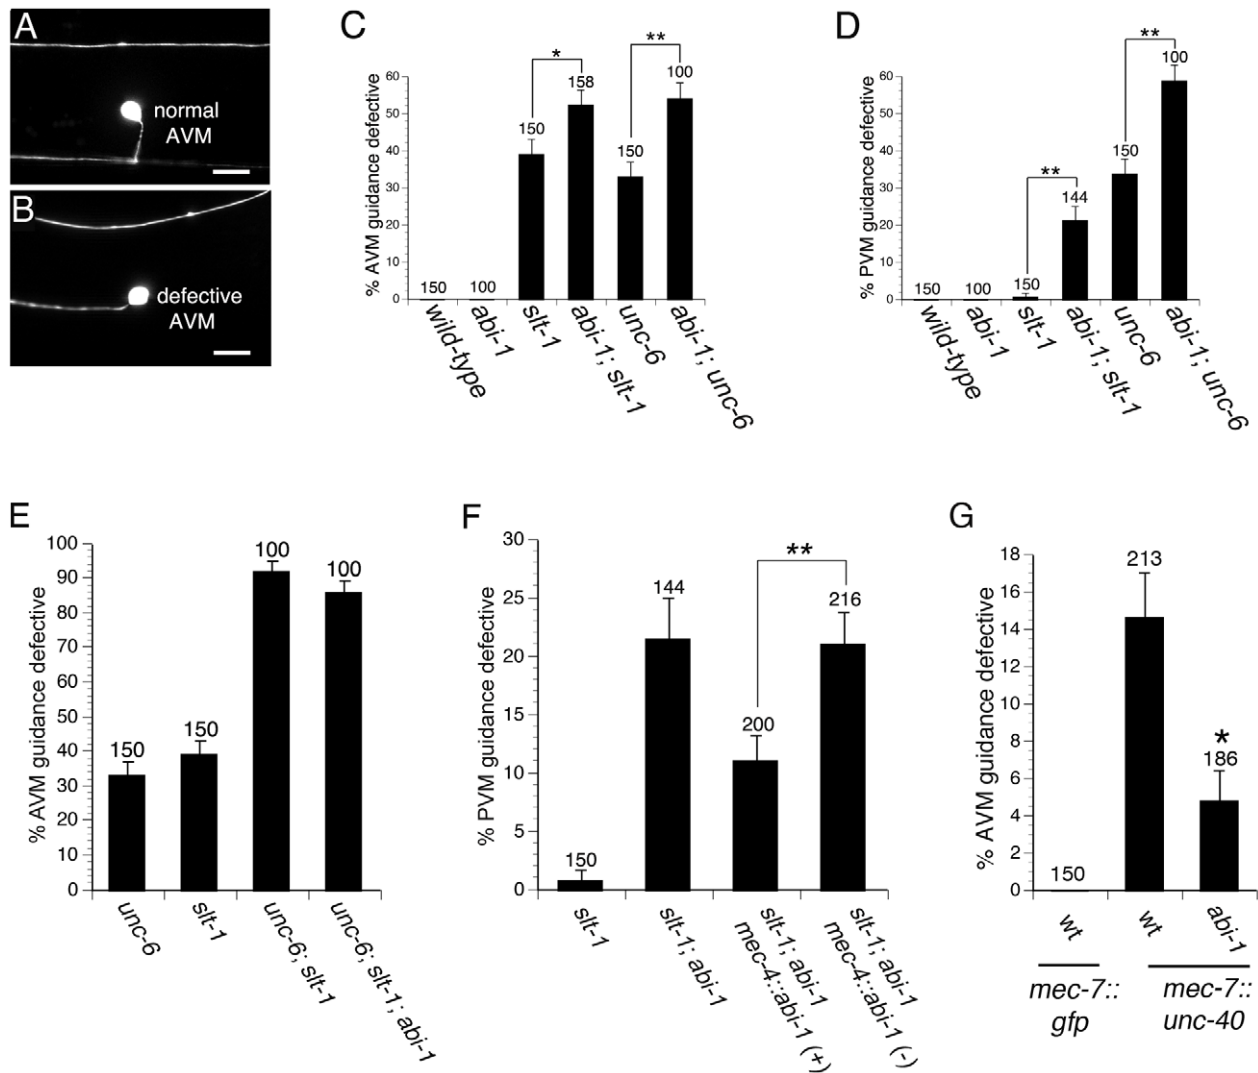 A
normal
AVM
B
defective
AVM
C
% AVM guidance defective
60
50
40
30
20
10
0
150
100
150
158
150
100
*
**
wild-type
abi-1
slt-1
abi-1; slt-1
unc-6
abi-1; unc-6
D
% PVM guidance defective
60
50
40
30
20
10
0
150
100
150
144
150
100
**
**
wild-type
abi-1
slt-1
abi-1; slt-1
unc-6
abi-1; unc-6
E
% AVM guidance defective
100
90
80
70
60
50
40
30
20
10
0
150
150
100
100
unc-6
slt-1
unc-6; slt-1
unc-6; slt-1; abi-1
F
% PVM guidance defective
30
25
20
15
10
5
0
150
144
200
216
**
slt-1
slt-1; abi-1
slt-1; abi-1
mec-4::abi-1 (+)
slt-1; abi-1
mec-4::abi-1 (-)
G
% AVM guidance defective
18
16
14
12
10
8
6
4
2
0
150
213
*
186
wt
wt
abi-1
mec-7::
gfp
mec-7::
unc-40